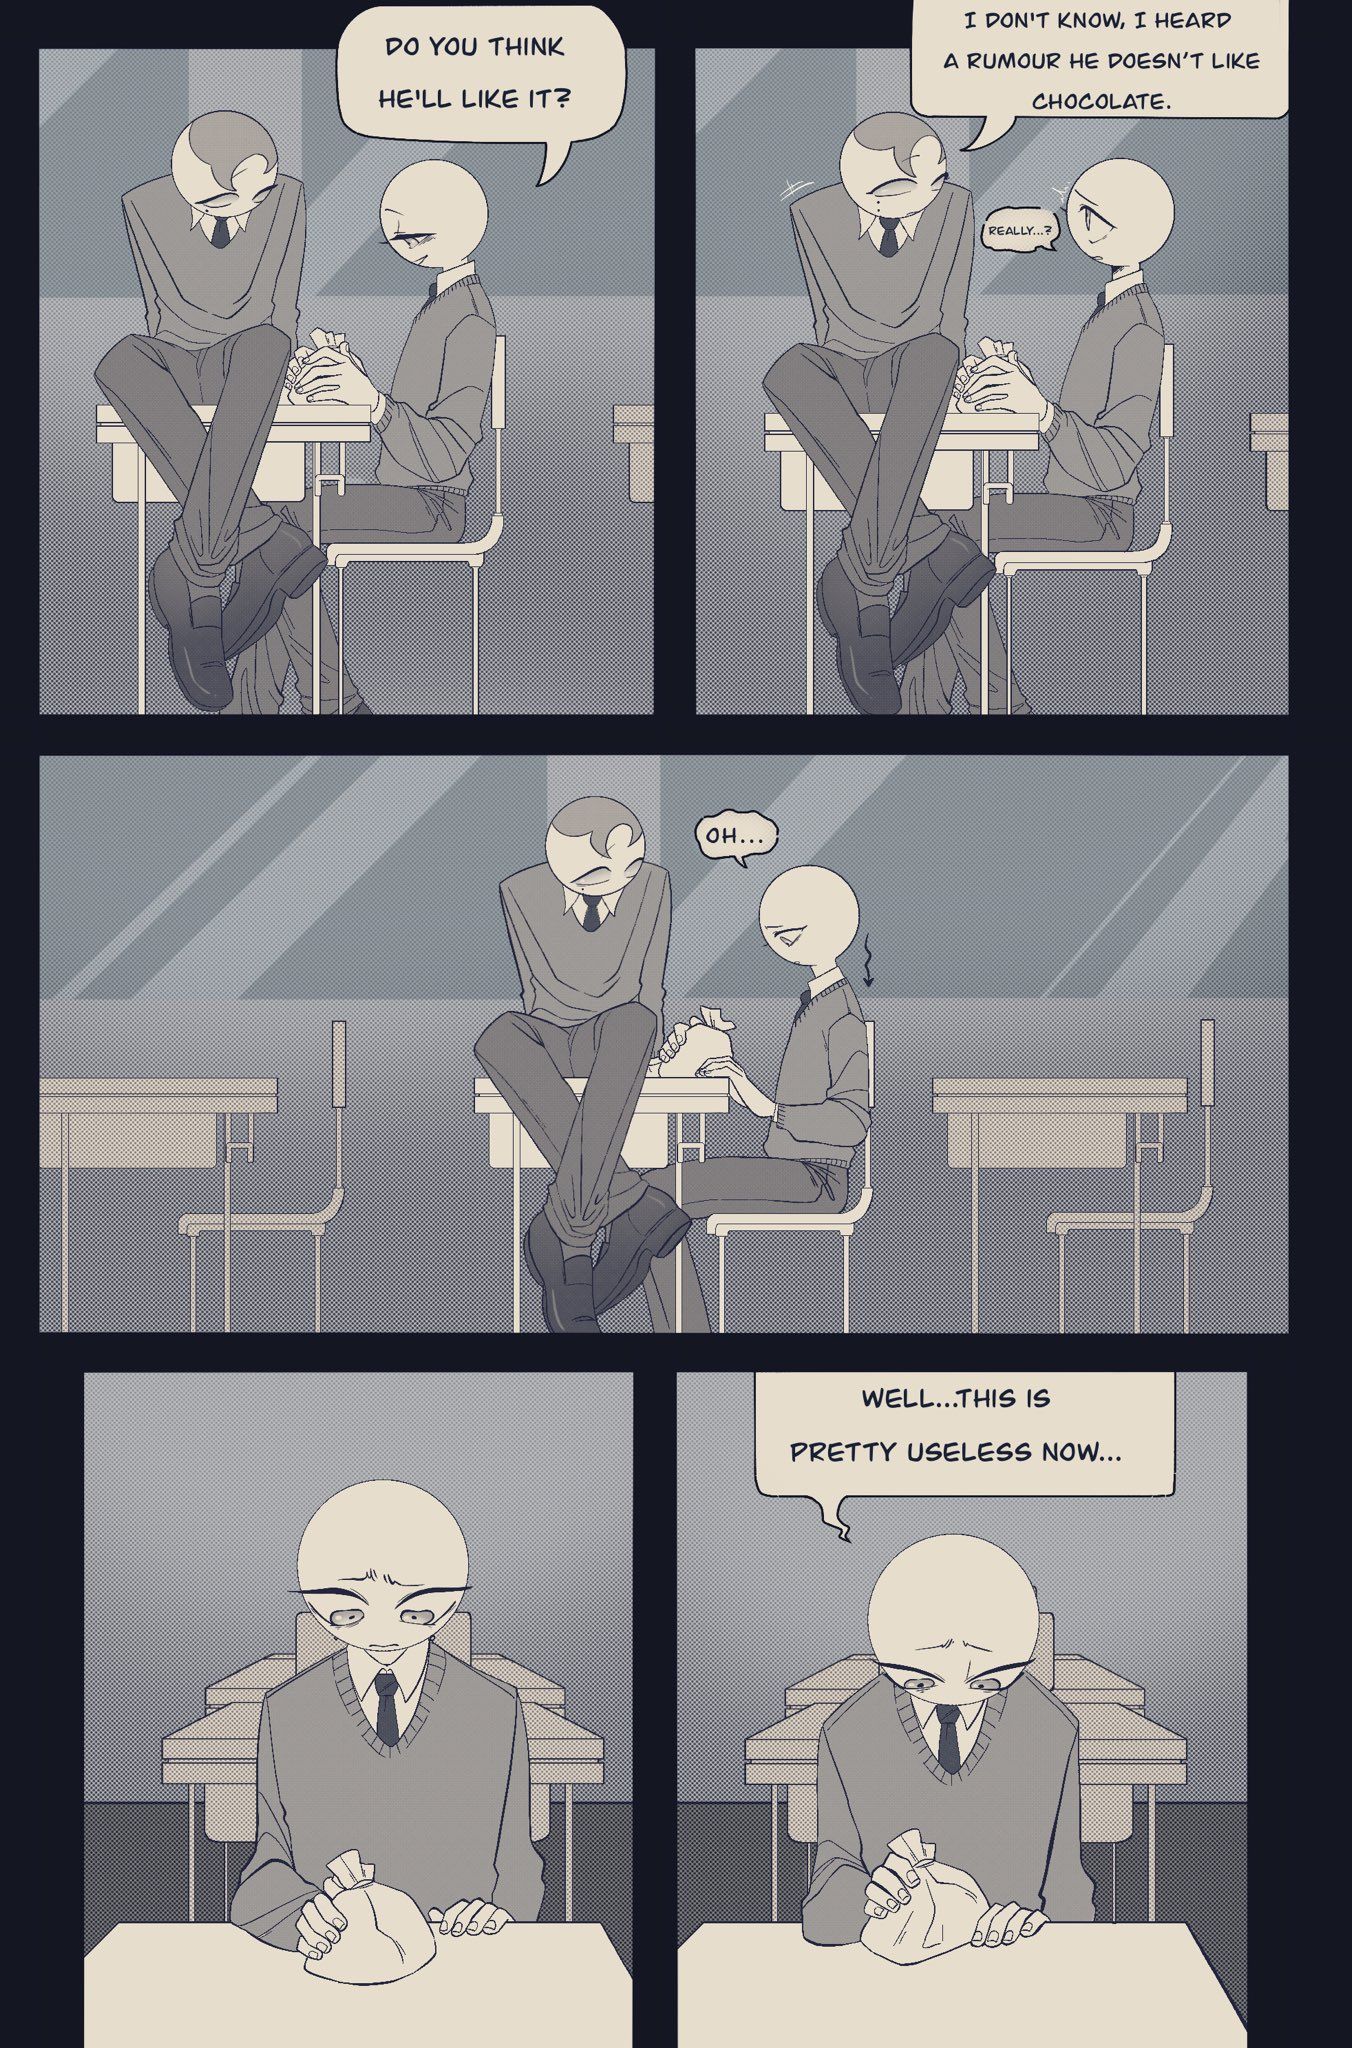 DO YOU THINK
HE'LL LIKE IT?
I DON'T KNOW, I HEARD
A RUMOUR HE DOESN'T LIKE
CHOCOLATE.
REALLY...?
OH...
WELL...THIS IS
PRETTY USELESS NOW...